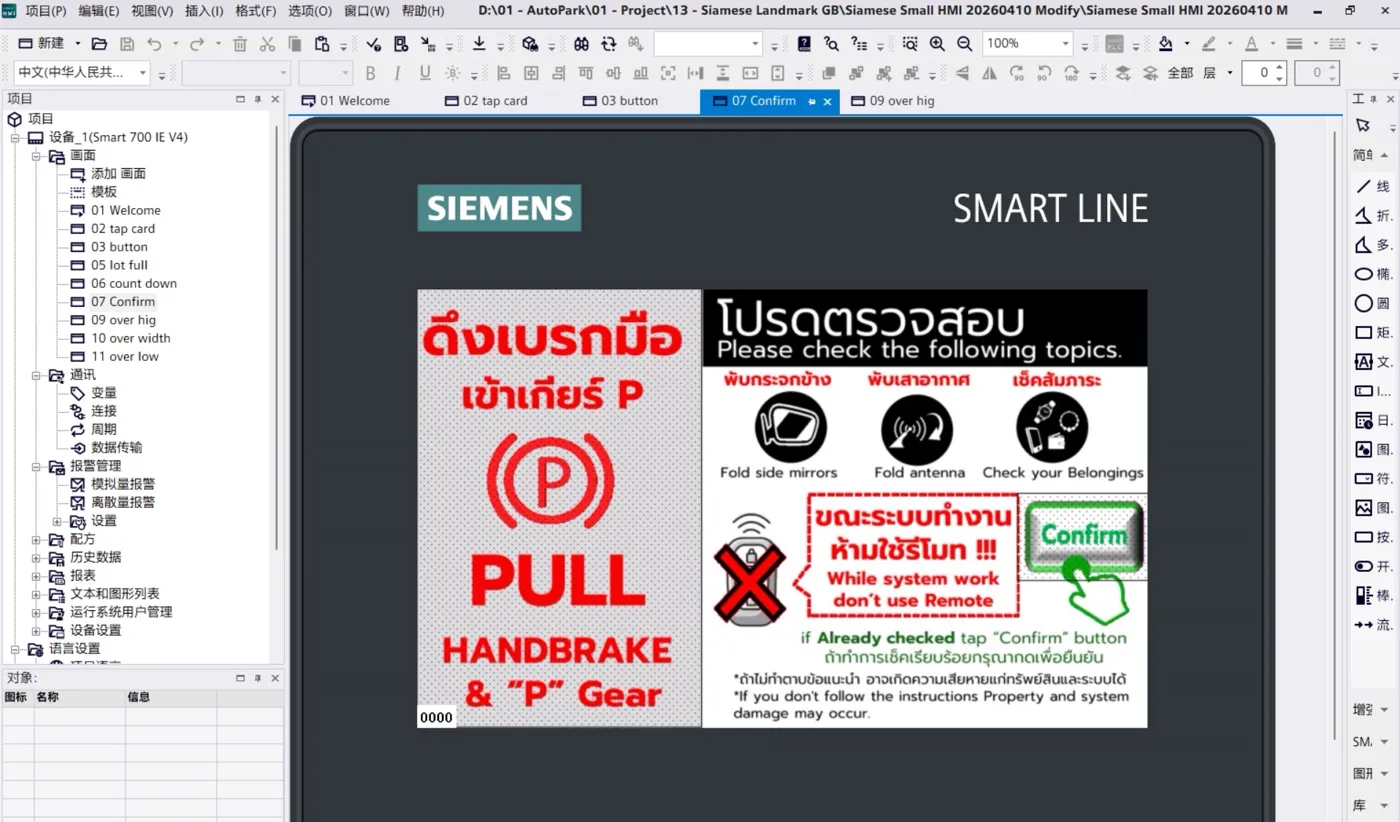 项目(P) 编辑(E) 视图(V) 插入(I) 格式(F) 选项(O) 窗口(W) 帮助(H) D:\01 - AutoPark\01 - Project\13 - Siamese Landmark GB\Siamese Small HMI 20260410 Modify\Siamese Small HMI 20260410 M
新建 100%
中文(中华人民共... B I U 全部 层 0 0
项目
01 Welcome 02 tap card 03 button 07 Confirm 09 over hig
项目
设备_1(Smart 700 IE V4)
画面
添加 画面
模板
01 Welcome
02 tap card
03 button
05 lot full
06 count down
07 Confirm
09 over hig
10 over width
11 over low
通讯
变量
连接
周期
数据传输
报警管理
模拟量报警
离散量报警
设置
配方
历史数据
报表
文本和图形列表
运行系统用户管理
设备设置
语言设置
对象:
图标 名称 信息
SIEMENS
SMART LINE
ดึงเบรกมือ
เข้าเกียร์ P
P
PULL
HANDBRAKE
& "P" Gear
0000
โปรดตรวจสอบ
Please check the following topics.
พับกระจกข้าง พับเสาอากาศ เช็คสัมภาระ
Fold side mirrors Fold antenna Check your Belongings
ขณะระบบทำงาน
ห้ามใช้รีโมท !!!
While system work
don't use Remote
Confirm
if Already checked tap "Confirm" button
ถ้าทำการเช็คเรียบร้อยกรุณากดเพื่อยืนยัน
*ถ้าไม่ทำตามข้อแนะนำ อาจเกิดความเสียหายแก่ทรัพย์สินและระบบได้
*If you don't follow the instructions Property and system
damage may occur.
工
简单
线
折.
多.
椭.
圆
矩.
文.
I...
日.
图.
符.
图.
按.
开.
棒.
流.
增强
SM.
图形
库